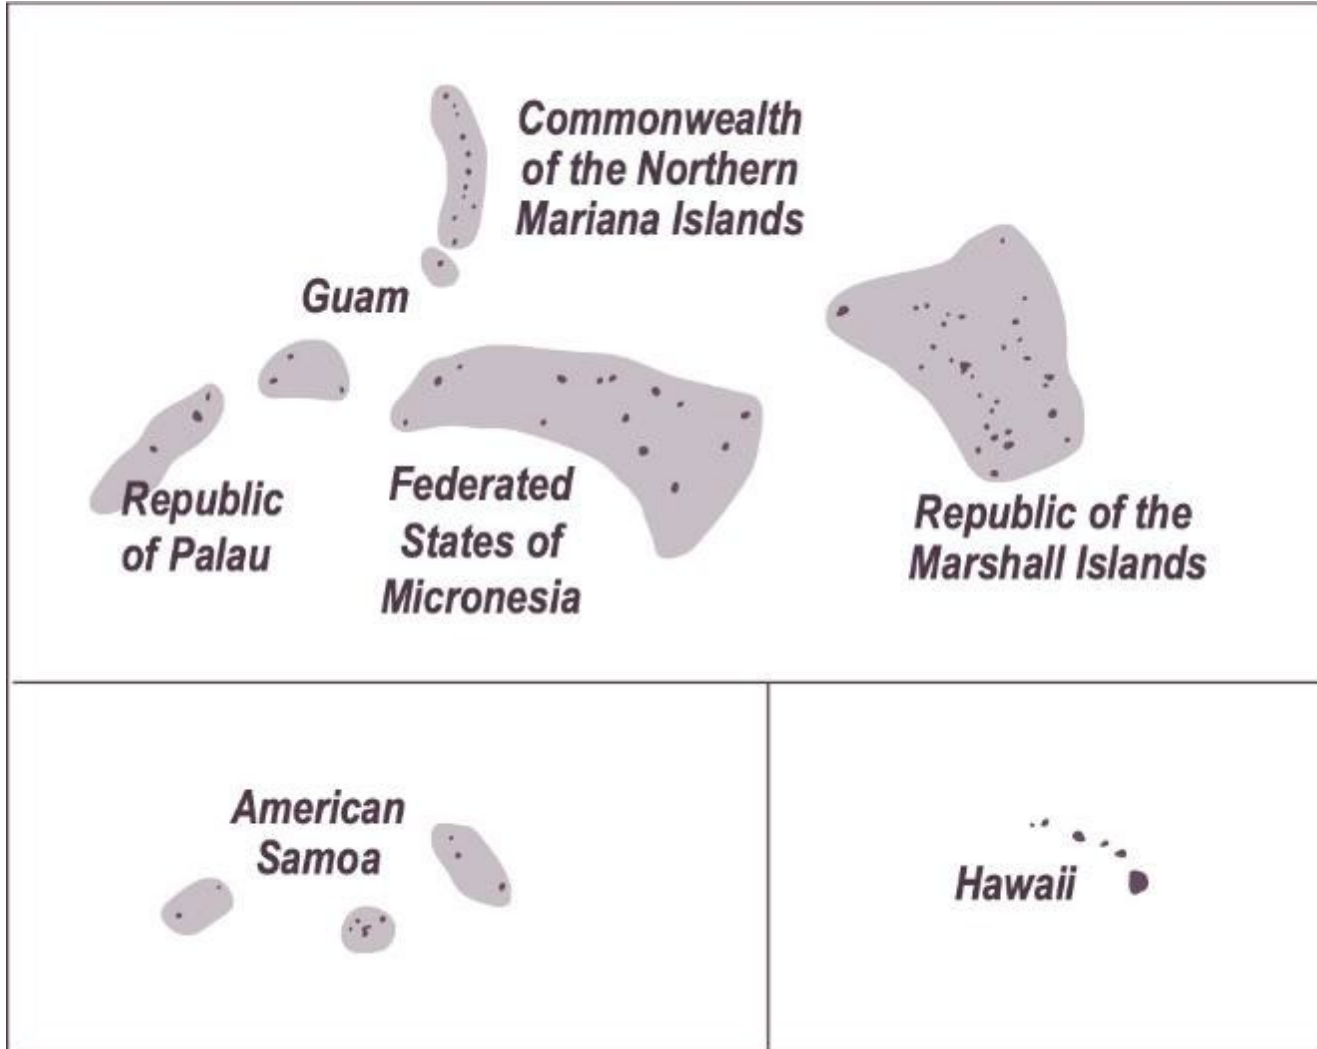 Commonwealth
of the Northern
Mariana Islands
Guam
Republic
of Palau
Federated
States of
Micronesia
Republic of the
Marshall Islands
American
Samoa
Hawaii